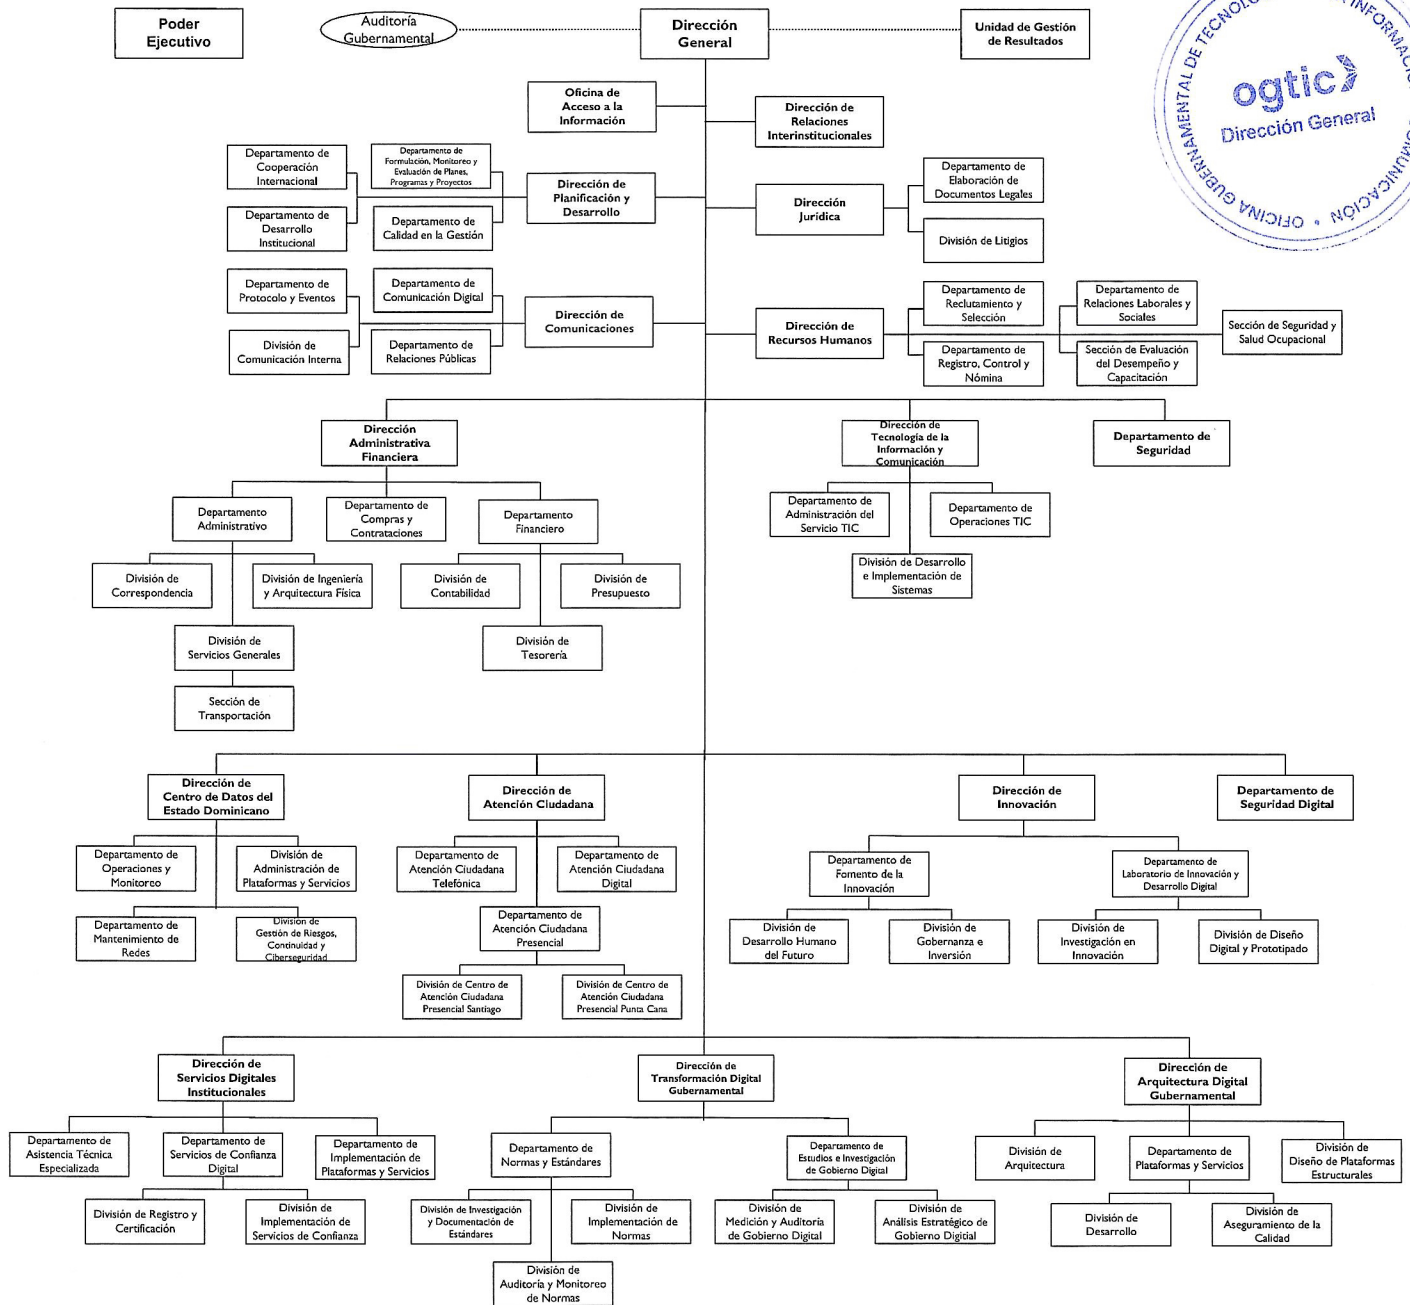 Poder
Ejecutivo
Auditoría
Gubernamental
Dirección
General
Unidad de Gestión
de Resultados
ogtic
Dirección General
OFICINA GUBERNAMENTAL DE
Oficina de
Acceso a la
Información
Dirección de
Relaciones
Interinstitucionales
Departamento de
Cooperación
Internacional
Departamento de
Formulación, Monitoreo y
Evaluación de Planes,
Programas y Proyectos
Dirección de
Planificación y
Desarrollo
Departamento de
Desarrollo
Institucional
Departamento de
Calidad en la Gestión
Dirección
Jurídica
Departamento de
Elaboración de
Documentos Legales
División de Litigios
Departamento de
Protocolo y Eventos
Departamento de
Comunicación Digital
Dirección de
Comunicaciones
División de
Comunicación Interna
Departamento de
Relaciones Públicas
Dirección de
Recursos Humanos
Departamento de
Reclutamiento y
Selección
Departamento de
Relaciones Laborales y
Sociales
Sección de Seguridad y
Salud Ocupacional
Departamento de
Registro, Control y
Nómina
Sección de Evaluación
del Desempeño y
Capacitación
Dirección
Administrativa
Financiera
Dirección de
Tecnología de la
Información y
Comunicación
Departamento de
Seguridad
Departamento
Administrativo
Departamento de
Compras y
Contrataciones
Departamento
Financiero
Departamento de
Administración del
Servicio TIC
Departamento de
Operaciones TIC
División de
Correspondencia
División de Ingeniería
y Arquitectura Física
División de
Contabilidad
División de
Presupuesto
División de Desarrollo
e Implementación de
Sistemas
División de
Servicios Generales
División de
Tesorería
Sección de
Transportación
Dirección de
Centro de Datos del
Estado Dominicano
Dirección de
Atención Ciudadana
Dirección de
Innovación
Departamento de
Seguridad Digital
Departamento de
Operaciones y
Monitoreo
División de
Administración de
Plataformas y Servicios
Departamento de
Atención Ciudadana
Telefónica
Departamento de
Atención Ciudadana
Digital
Departamento de
Fomento de la
Innovación
Departamento de
Laboratorio de Innovación y
Desarrollo Digital
Departamento de
Mantenimiento de
Redes
División de
Gestión de Riesgos,
Continuidad y
Ciberseguridad
Departamento de
Atención Ciudadana
Presencial
División de
Desarrollo Humano
del Futuro
División de
Gobernanza e
Inversión
División de
Investigación en
Innovación
División de Diseño
Digital y Prototipado
División de Centro de
Atención Ciudadana
Presencial Santiago
División de Centro de
Atención Ciudadana
Presencial Punta Cana
Dirección de
Servicios Digitales
Institucionales
Dirección de
Transformación Digital
Gubernamental
Dirección de
Arquitectura Digital
Gubernamental
Departamento de
Asistencia Técnica
Especializada
Departamento de
Servicios de Confianza
Digital
Departamento de
Implementación de
Plataformas y Servicios
Departamento de
Normas y Estándares
Departamento de
Estudios e Investigación
de Gobierno Digital
División de
Arquitectura
Departamento de
Plataformas y Servicios
División de
Diseño de Plataformas
Estructurales
División de Registro y
Certificación
División de
Implementación de
Servicios de Confianza
División de Investigación
y Documentación de
Estándares
División de
Implementación de
Normas
División de
Medición y Auditoría
de Gobierno Digital
División de
Análisis Estratégico de
Gobierno Digitial
División de
Desarrollo
División de
Aseguramiento de la
Calidad
División de
Auditoría y Monitoreo
de Normas